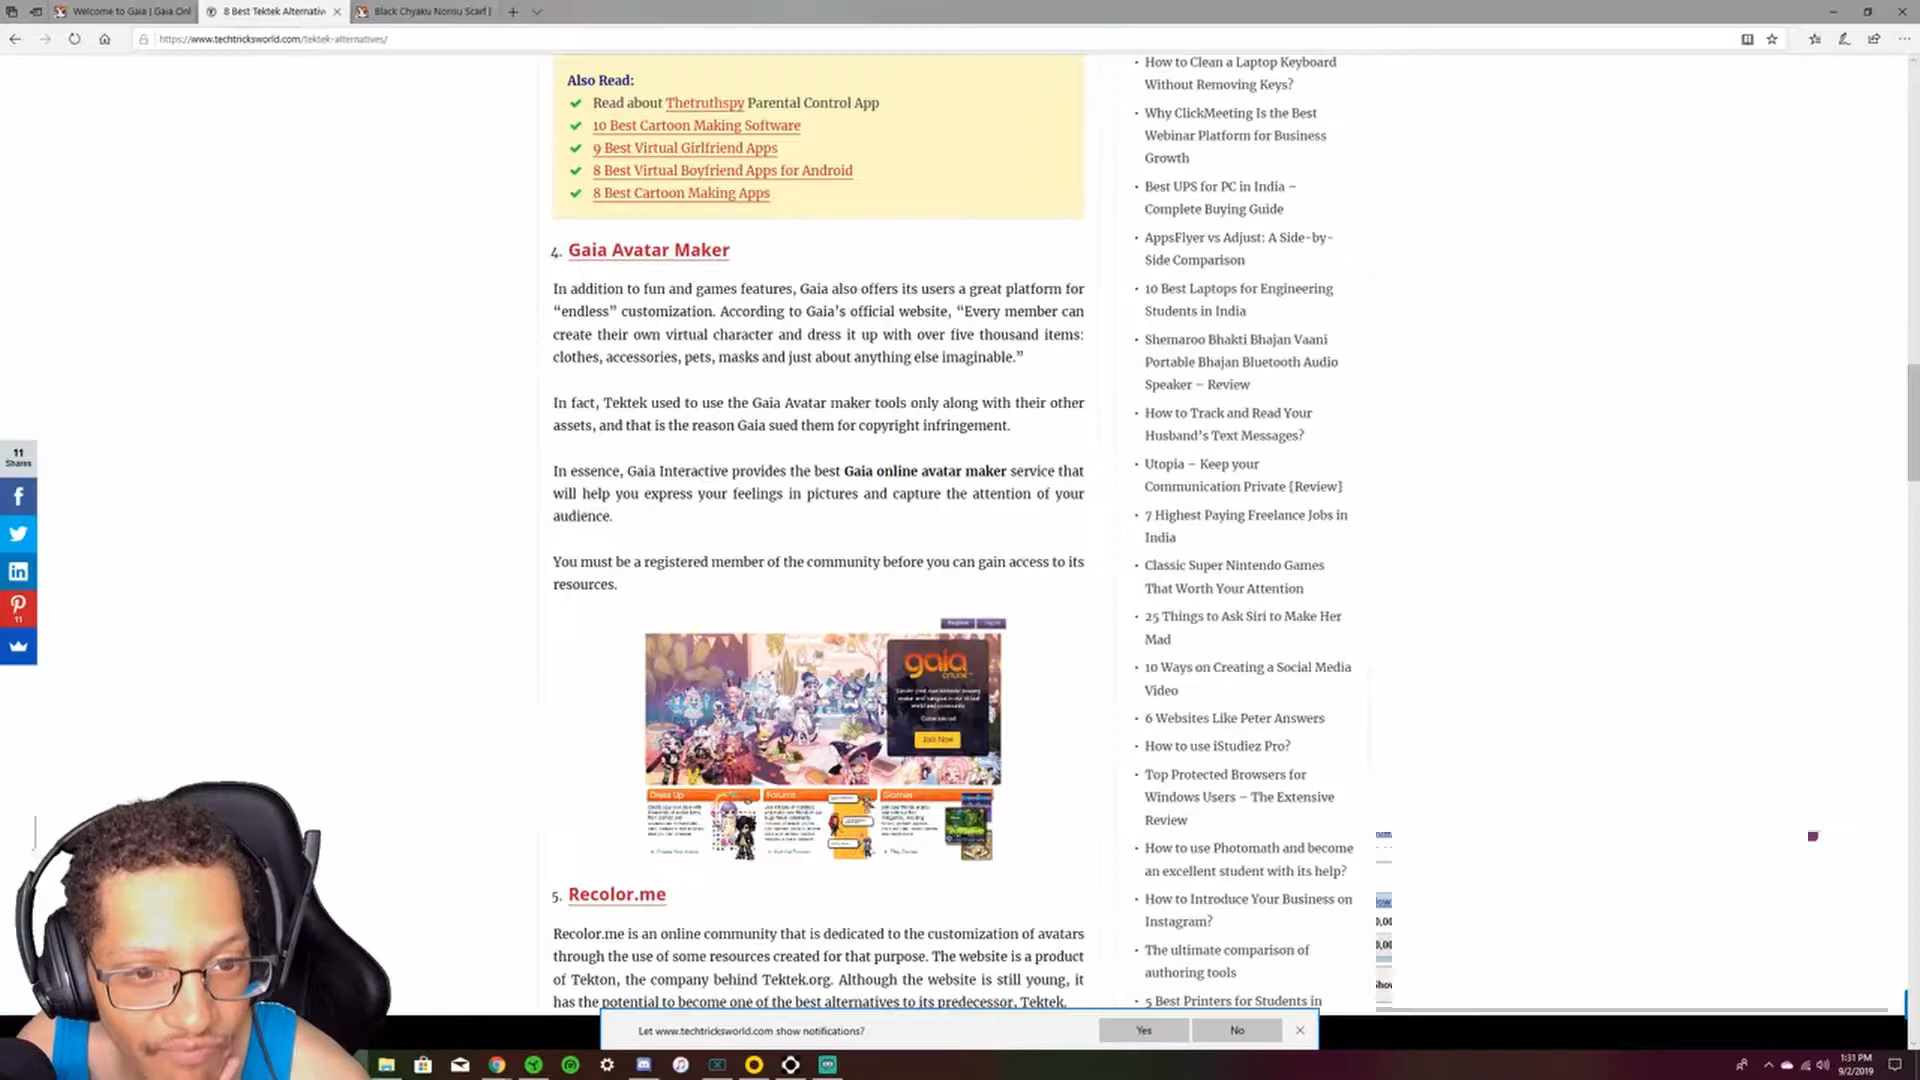 Welcome to Gaia | Gaia Onl
8 Best Tektek Alternativ
Black Chyaku Norisu Scarf |
https://www.techtricksworld.com/tektek-alternatives/
Also Read:
Read about Thetruthspy Parental Control App
10 Best Cartoon Making Software
9 Best Virtual Girlfriend Apps
8 Best Virtual Boyfriend Apps for Android
8 Best Cartoon Making Apps
4. Gaia Avatar Maker
In addition to fun and games features, Gaia also offers its users a great platform for
“endless” customization. According to Gaia’s official website, “Every member can
create their own virtual character and dress it up with over five thousand items:
clothes, accessories, pets, masks and just about anything else imaginable.”
In fact, Tektek used to use the Gaia Avatar maker tools only along with their other
assets, and that is the reason Gaia sued them for copyright infringement.
In essence, Gaia Interactive provides the best Gaia online avatar maker service that
will help you express your feelings in pictures and capture the attention of your
audience.
You must be a registered member of the community before you can gain access to its
resources.
gaia
ONLINE
Join Now
Dress Up
Forums
Games
5. Recolor.me
Recolor.me is an online community that is dedicated to the customization of avatars
through the use of some resources created for that purpose. The website is a product
of Tekton, the company behind Tektek.org. Although the website is still young, it
has the potential to become one of the best alternatives to its predecessor, Tektek.
How to Clean a Laptop Keyboard
Without Removing Keys?
Why ClickMeeting Is the Best
Webinar Platform for Business
Growth
Best UPS for PC in India –
Complete Buying Guide
AppsFlyer vs Adjust: A Side-by-
Side Comparison
10 Best Laptops for Engineering
Students in India
Shemaroo Bhakti Bhajan Vaani
Portable Bhajan Bluetooth Audio
Speaker – Review
How to Track and Read Your
Husband’s Text Messages?
Utopia – Keep your
Communication Private {Review}
7 Highest Paying Freelance Jobs in
India
Classic Super Nintendo Games
That Worth Your Attention
25 Things to Ask Siri to Make Her
Mad
10 Ways on Creating a Social Media
Video
6 Websites Like Peter Answers
How to use iStudiez Pro?
Top Protected Browsers for
Windows Users – The Extensive
Review
How to use Photomath and become
an excellent student with its help?
How to Introduce Your Business on
Instagram?
The ultimate comparison of
authoring tools
5 Best Printers for Students in
11
Shares
11
Let www.techtricksworld.com show notifications?
Yes
No
1:31 PM
9/2/2019